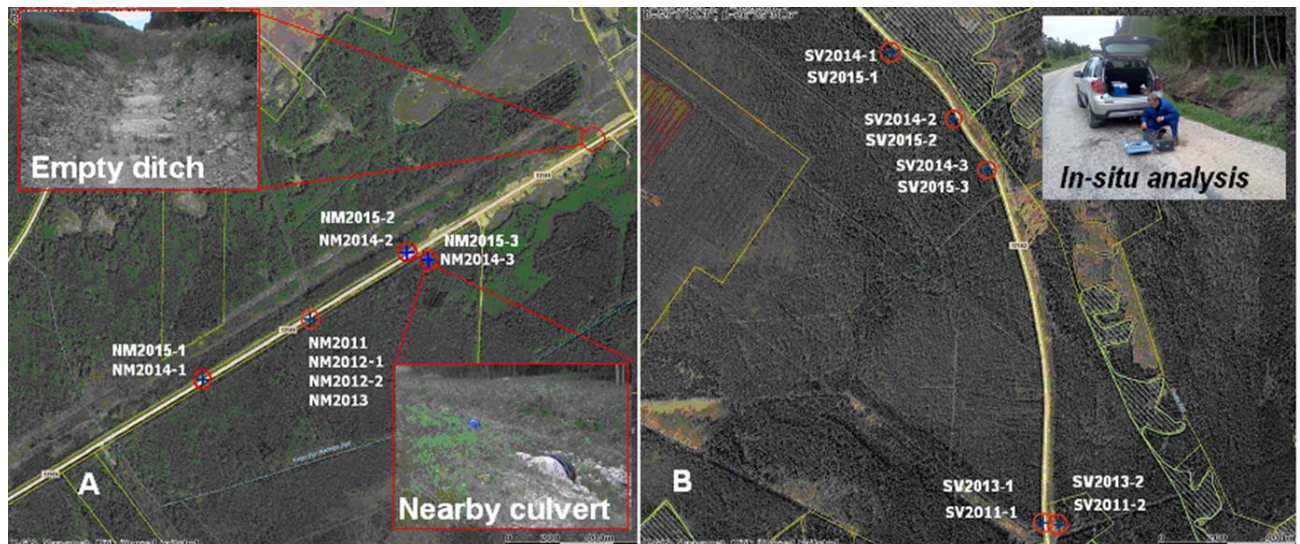 Empty ditch
NM2015-2
NM2014-2
NM2015-3
NM2014-3
NM2015-1
NM2014-1
NM2011
NM2012-1
NM2012-2
NM2013
Nearby culvert
A
SV2014-1
SV2015-1
SV2014-2
SV2015-2
SV2014-3
SV2015-3
In-situ analysis
SV2013-1
SV2011-1
SV2013-2
SV2011-2
B